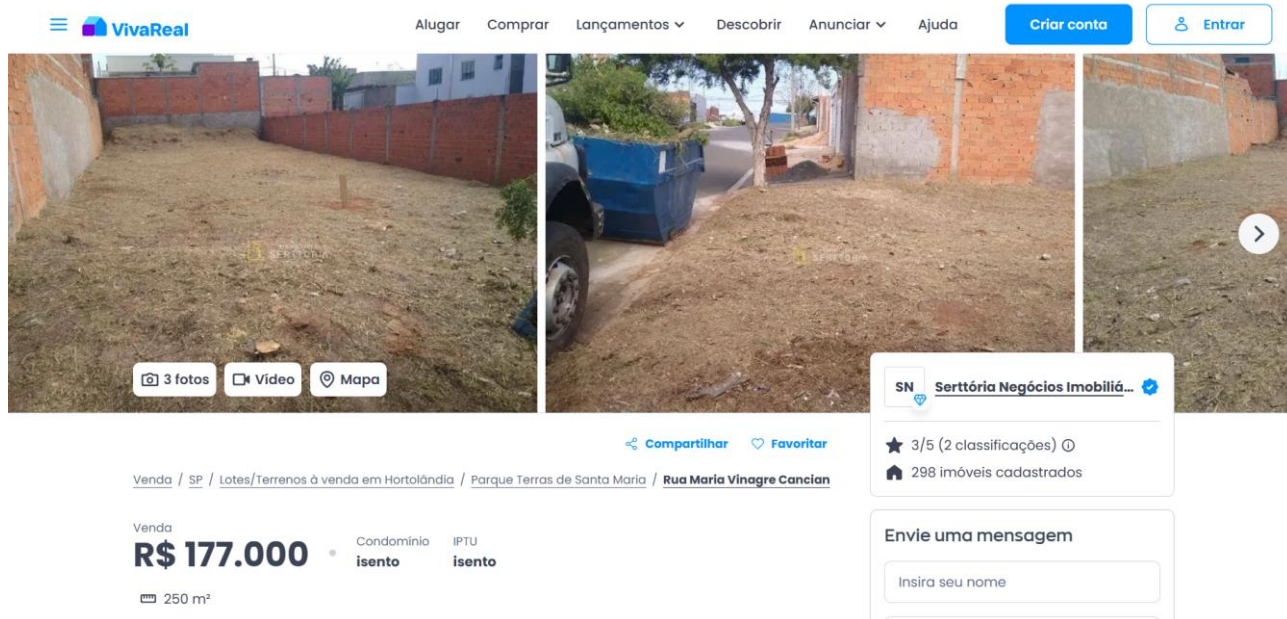 VivaReal
Alugar Comprar Lançamentos Descobrir Anunciar Ajuda Criar conta Entrar
SERTTÓRIA
SERTTÓRIA
3 fotos Vídeo Mapa
SN Serttória Negócios Imobiliá...
Compartilhar Favoritar
3/5 (2 classificações)
298 imóveis cadastrados
Venda / SP / Lotes/Terrenos à venda em Hortolândia / Parque Terras de Santa Maria / Rua Maria Vinagre Cancian
Venda
R$ 177.000
Condomínio
isento
IPTU
isento
250 m²
Envie uma mensagem
Insira seu nome